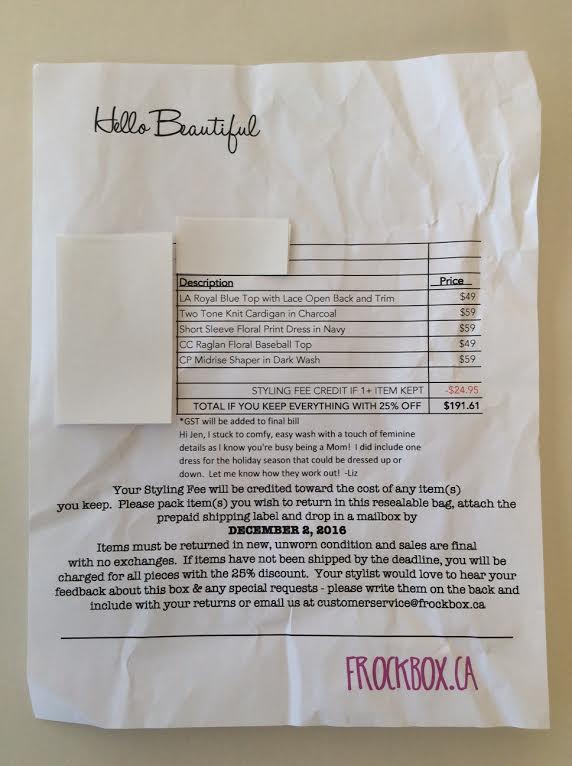 Hello Beautiful
Description Price
LA Royal Blue Top with Lace Open Back and Trim $49
Two Tone Knit Cardigan in Charcoal $59
Short Sleeve Floral Print Dress in Navy $59
CC Raglan Floral Baseball Top $49
CP Midrise Shaper in Dark Wash $59
STYLING FEE CREDIT IF 1+ ITEM KEPT -$24.95
TOTAL IF YOU KEEP EVERYTHING WITH 25% OFF $191.61
*GST will be added to final bill
Hi Jen, I stuck to comfy, easy wash with a touch of feminine
details as I know you're busy being a Mom! I did include one
dress for the holiday season that could be dressed up or
down. Let me know how they work out! -Liz
Your Styling Fee will be credited toward the cost of any item(s)
you keep. Please pack item(s) you wish to return in this resealable bag, attach the
prepaid shipping label and drop in a mailbox by
DECEMBER 2, 2016
Items must be returned in new, unworn condition and sales are final
with no exchanges. If items have not been shipped by the deadline, you will be
charged for all pieces with the 25% discount. Your stylist would love to hear your
feedback about this box & any special requests - please write them on the back and
include with your returns or email us at customerservice@frockbox.ca
FROCKBOX.CA